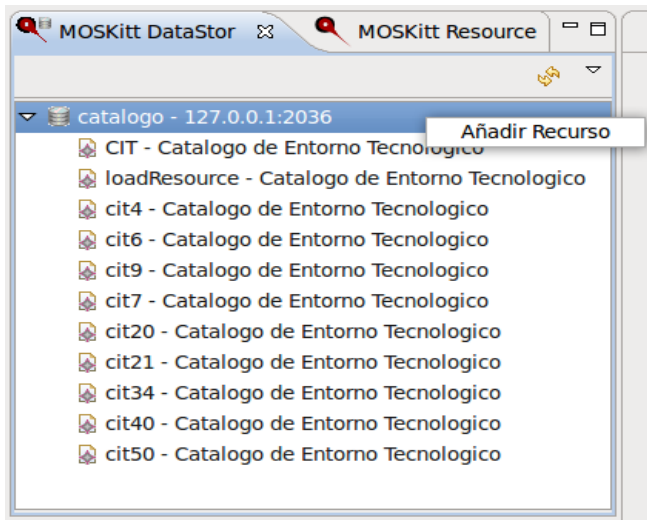 MOSKitt DataStor
MOSKitt Resource
catalogo - 127.0.0.1:2036
Añadir Recurso
CIT - Catalogo de Entorno Tecnologico
loadResource - Catalogo de Entorno Tecnologico
cit4 - Catalogo de Entorno Tecnologico
cit6 - Catalogo de Entorno Tecnologico
cit9 - Catalogo de Entorno Tecnologico
cit7 - Catalogo de Entorno Tecnologico
cit20 - Catalogo de Entorno Tecnologico
cit21 - Catalogo de Entorno Tecnologico
cit34 - Catalogo de Entorno Tecnologico
cit40 - Catalogo de Entorno Tecnologico
cit50 - Catalogo de Entorno Tecnologico